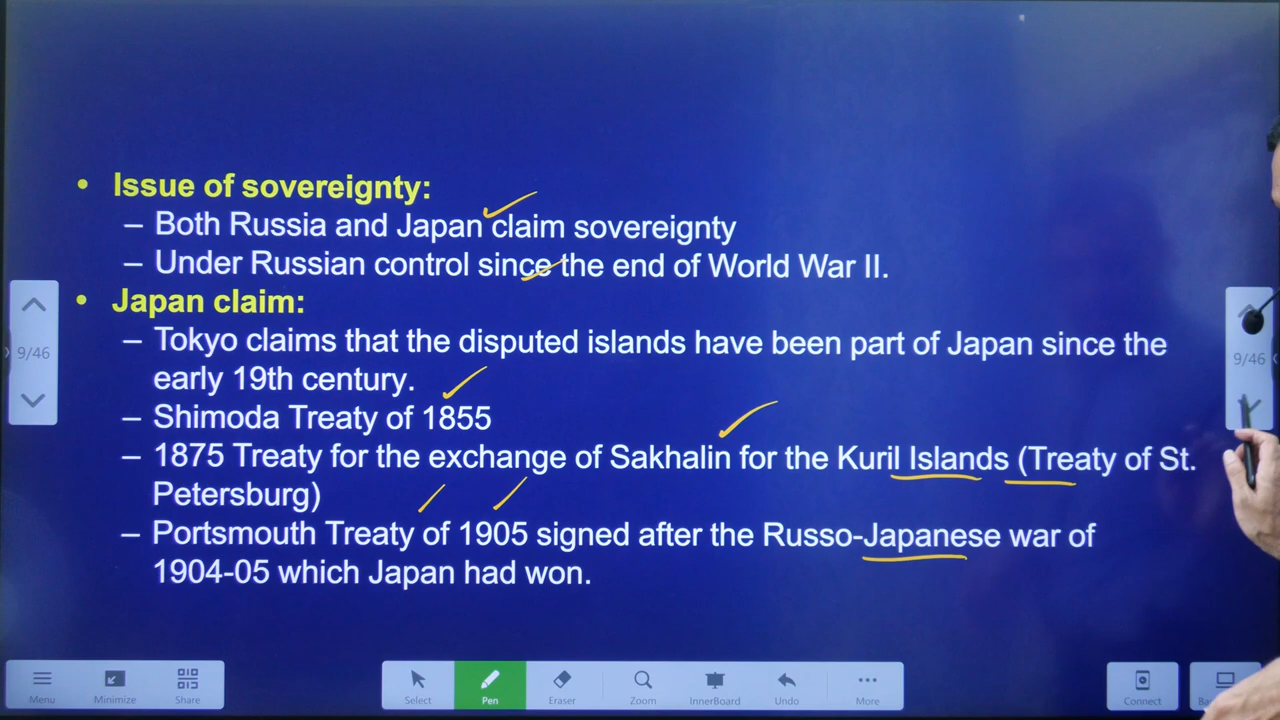 • Issue of sovereignty:
– Both Russia and Japan claim sovereignty
– Under Russian control since the end of World War II.
• Japan claim:
– Tokyo claims that the disputed islands have been part of Japan since the
early 19th century.
– Shimoda Treaty of 1855
– 1875 Treaty for the exchange of Sakhalin for the Kuril Islands (Treaty of St.
Petersburg)
– Portsmouth Treaty of 1905 signed after the Russo-Japanese war of
1904-05 which Japan had won.
9/46
9/46
Menu
Minimize
Share
Select
Pen
Eraser
Zoom
InnerBoard
Undo
More
Connect